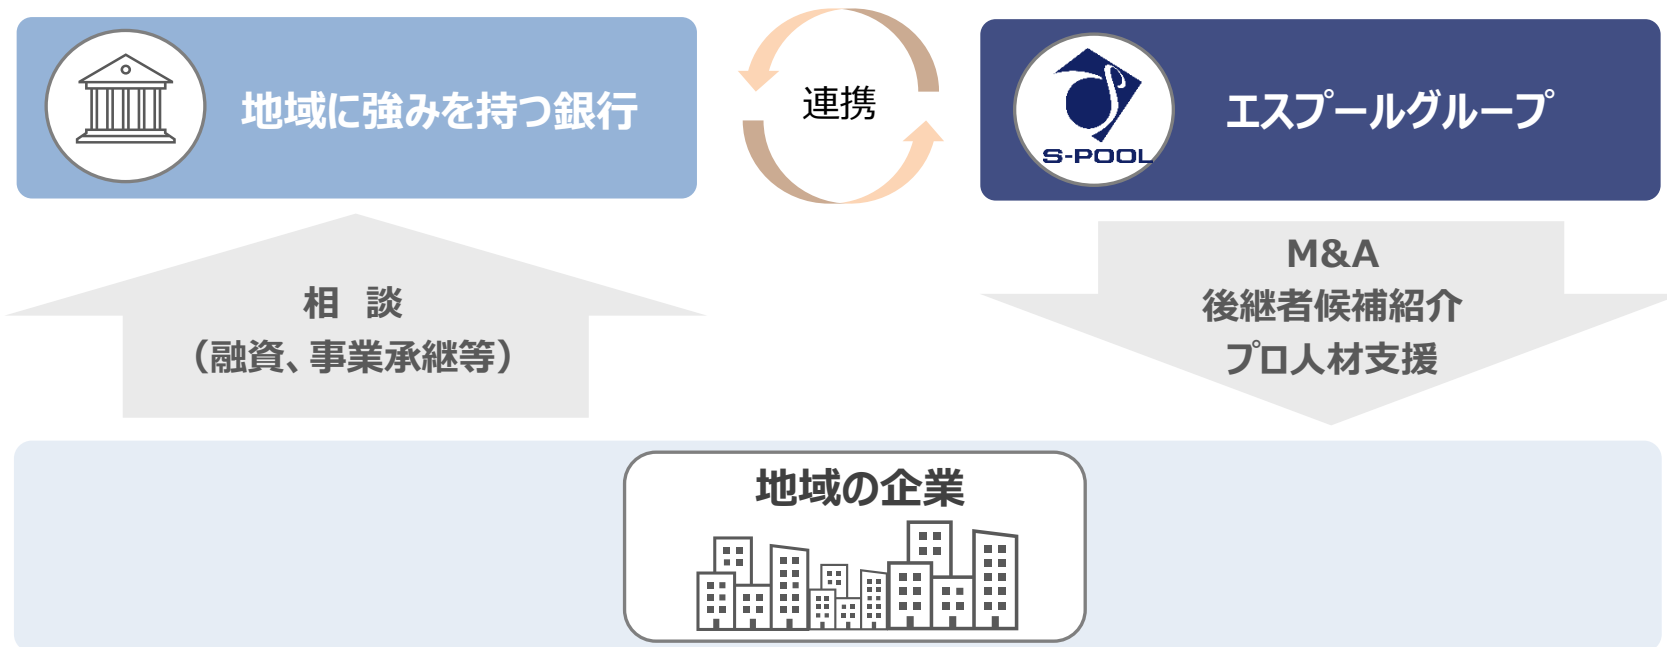 地域に強みを持つ銀行
連携
S-POOL
エスプールグループ
相　談
（融資、事業承継等）
M&A
後継者候補紹介
プロ人材支援
地域の企業